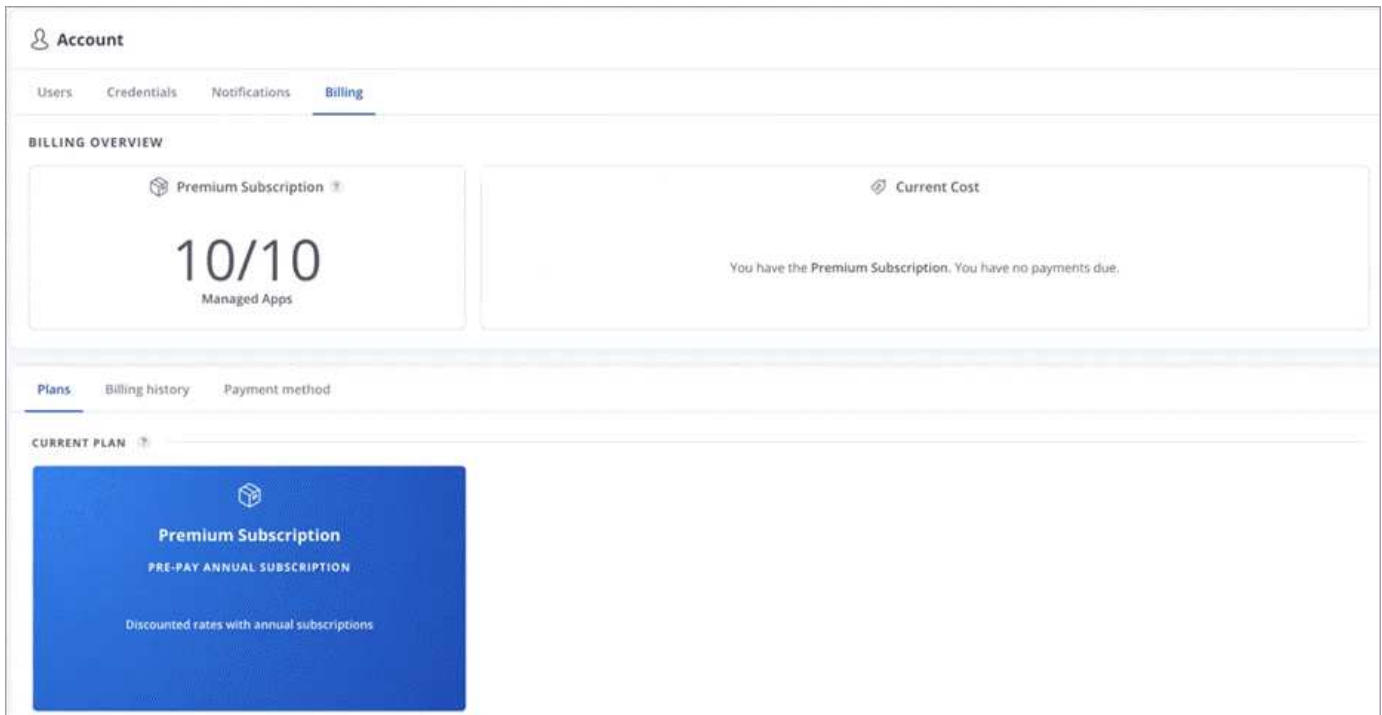 Account
Users Credentials Notifications Billing
BILLING OVERVIEW
Premium Subscription ?
10/10
Managed Apps
Current Cost
You have the Premium Subscription. You have no payments due.
Plans Billing history Payment method
CURRENT PLAN ?
Premium Subscription
PRE-PAY ANNUAL SUBSCRIPTION
Discounted rates with annual subscriptions